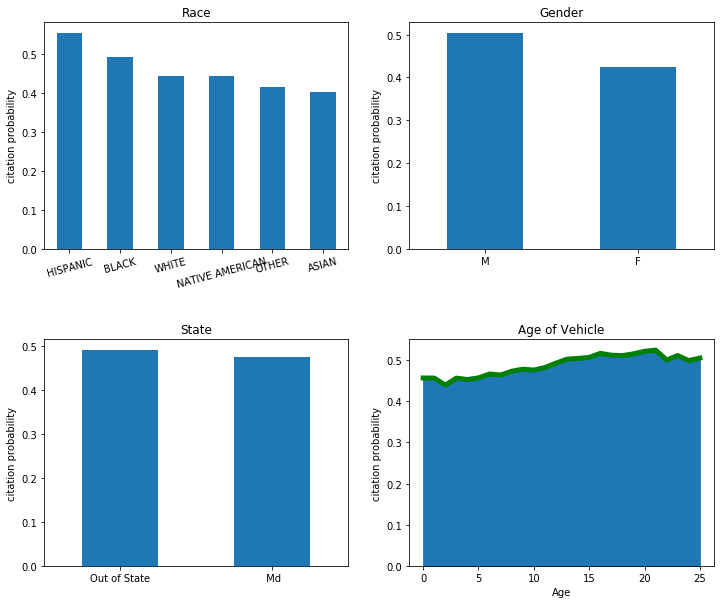 Race
citation probability
0.5
0.4
0.3
0.2
0.1
0.0
HISPANIC
BLACK
WHITE
NATIVE AMERICAN
OTHER
ASIAN
Gender
citation probability
0.5
0.4
0.3
0.2
0.1
0.0
M
F
State
citation probability
0.5
0.4
0.3
0.2
0.1
0.0
Out of State
Md
Age of Vehicle
citation probability
0.5
0.4
0.3
0.2
0.1
0.0
0 5 10 15 20 25
Age